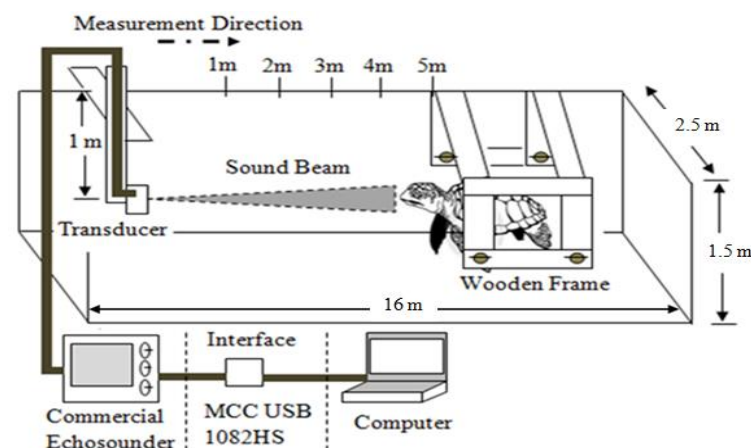 Measurement Direction
1m 2m 3m 4m 5m
1 m
2.5 m
Sound Beam
Transducer
1.5 m
Wooden Frame
16 m
Interface
Commercial
Echosounder
MCC USB
1082HS
Computer